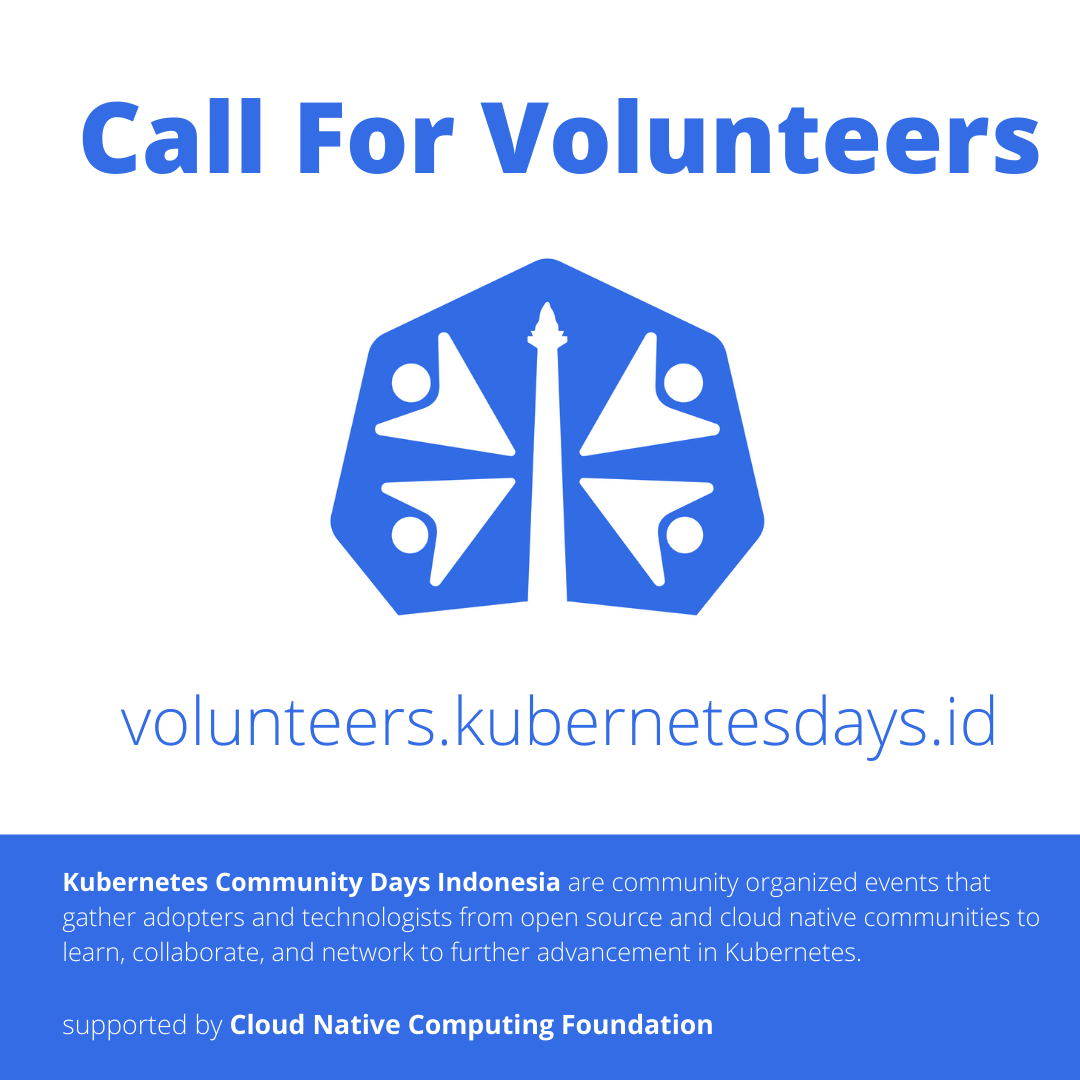 Call For Volunteers
volunteers.kubernetesdays.id
Kubernetes Community Days Indonesia are community organized events that
gather adopters and technologists from open source and cloud native communities to
learn, collaborate, and network to further advancement in Kubernetes.
supported by Cloud Native Computing Foundation